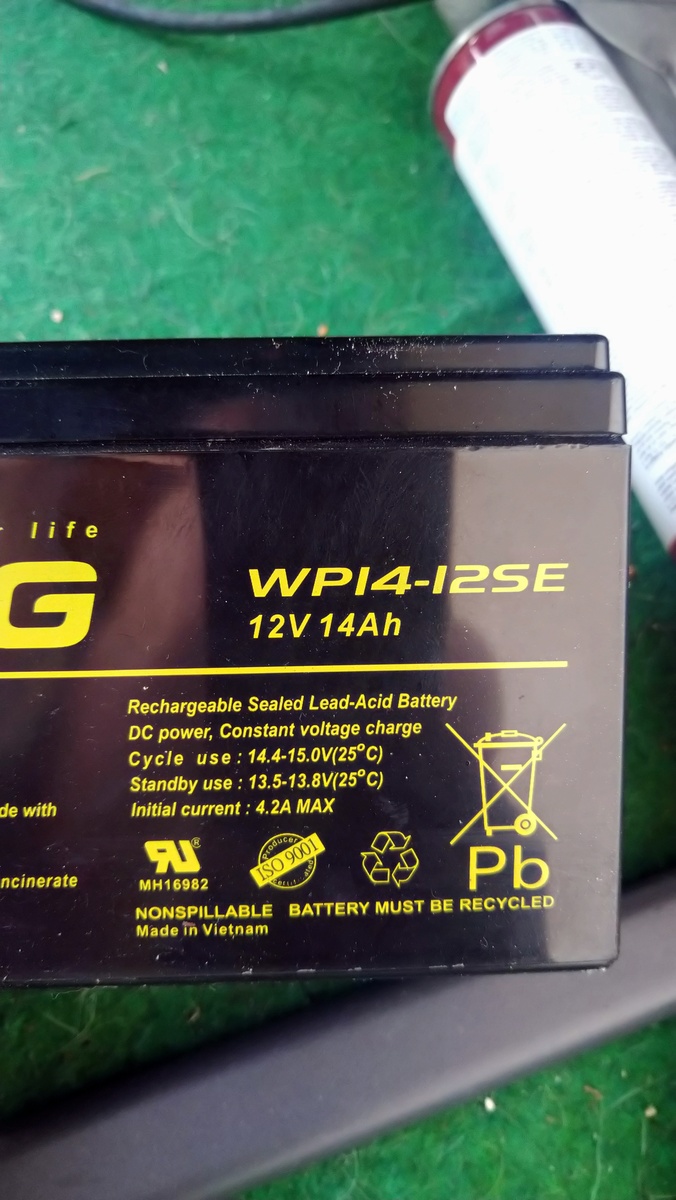 life
G
WP14-12SE
12V 14Ah
Rechargeable Sealed Lead-Acid Battery
DC power, Constant voltage charge
Cycle use : 14.4-15.0V(25°C)
Standby use : 13.5-13.8V(25°C)
de with
Initial current : 4.2A MAX
Producer
ISO 9001
MH16982
ncinerate
Pb
NONSPILLABLE BATTERY MUST BE RECYCLED
Made in Vietnam